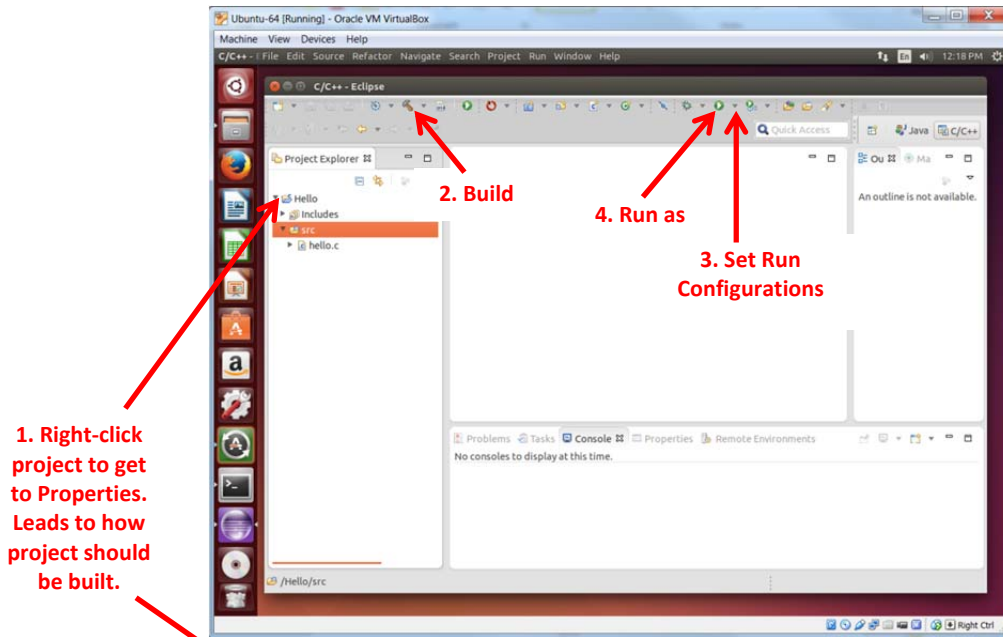 Ubuntu-64 [Running] - Oracle VM VirtualBox
Machine View Devices Help
C/C++ - File Edit Source Refactor Navigate Search Project Run Window Help
En
12:18 PM
C/C++ - Eclipse
Quick Access
Java
C/C++
Project Explorer
Ou
Ma
Hello
Includes
src
hello.c
An outline is not available.
2. Build
4. Run as
3. Set Run
Configurations
1. Right-click
project to get
to Properties.
Leads to how
project should
be built.
Problems Tasks Console Properties Remote Environments
No consoles to display at this time.
/Hello/src
Right Ctrl